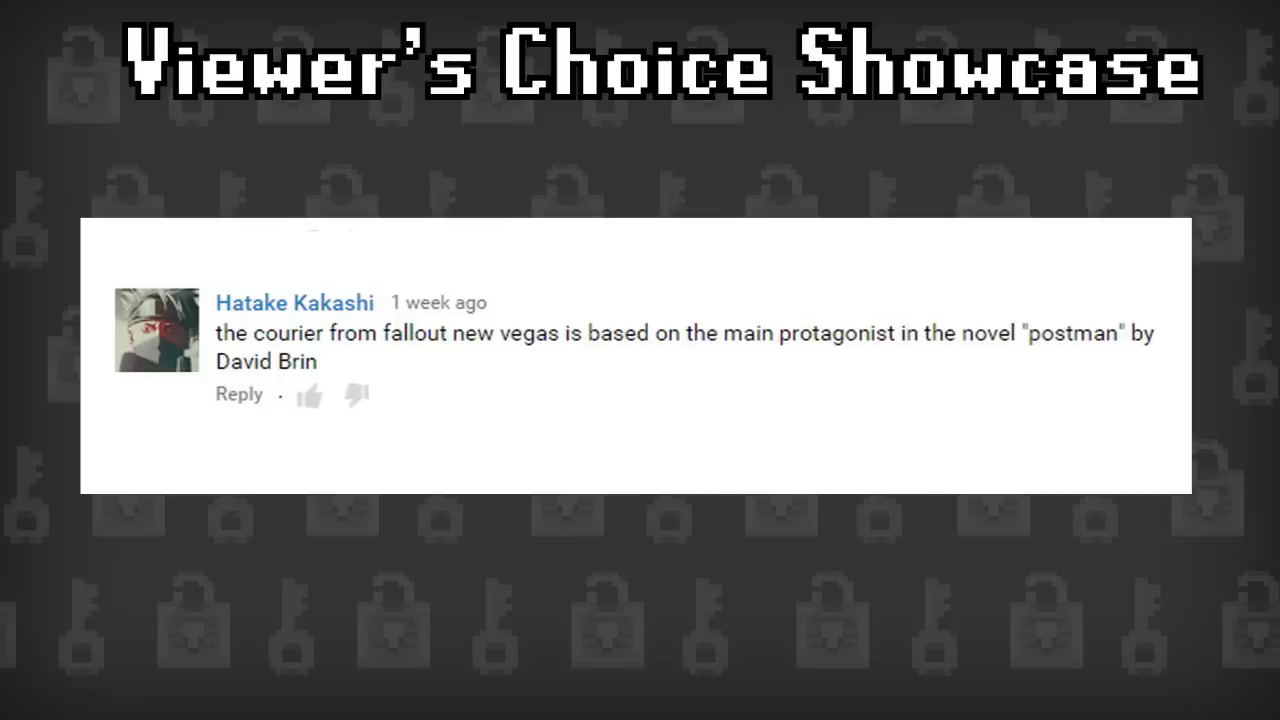 Viewer's Choice Showcase
Hatake Kakashi 1 week ago
the courier from fallout new vegas is based on the main protagonist in the novel "postman" by
David Brin
Reply ·